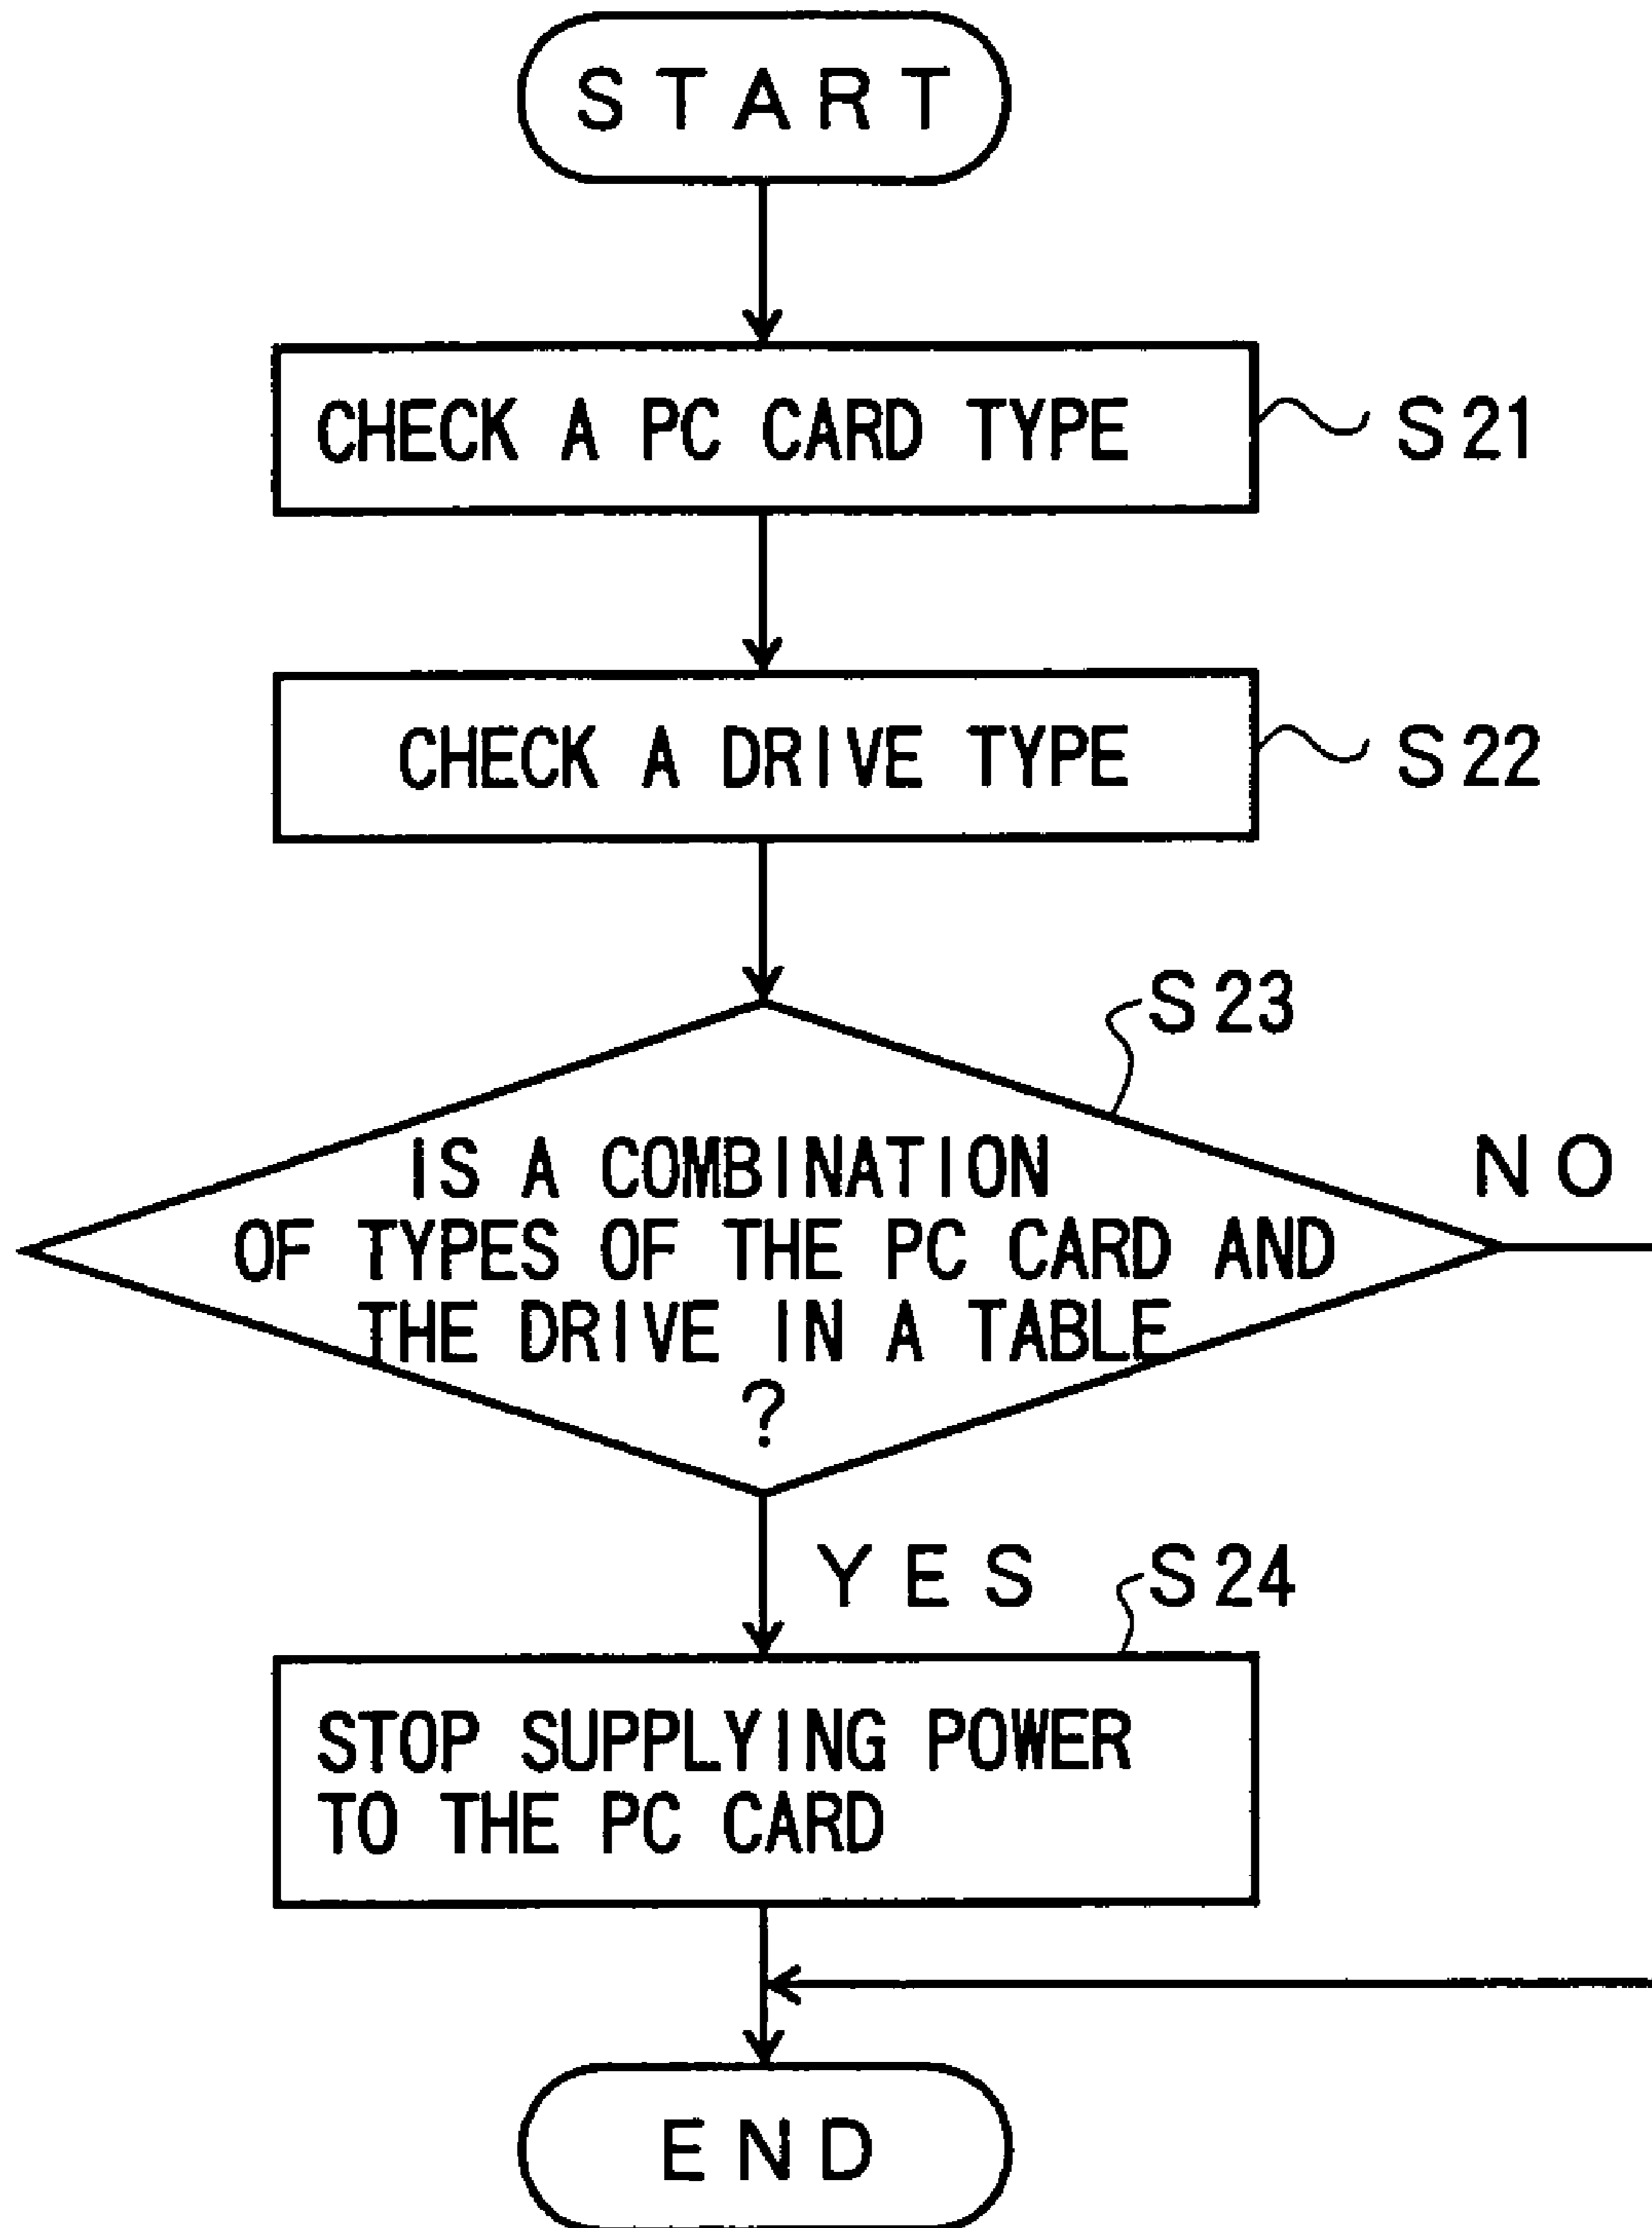 START
CHECK A PC CARD TYPE
S21
CHECK A DRIVE TYPE
S22
S23
IS A COMBINATION
OF TYPES OF THE PC CARD AND
THE DRIVE IN A TABLE
?
NO
YES
S24
STOP SUPPLYING POWER
TO THE PC CARD
END